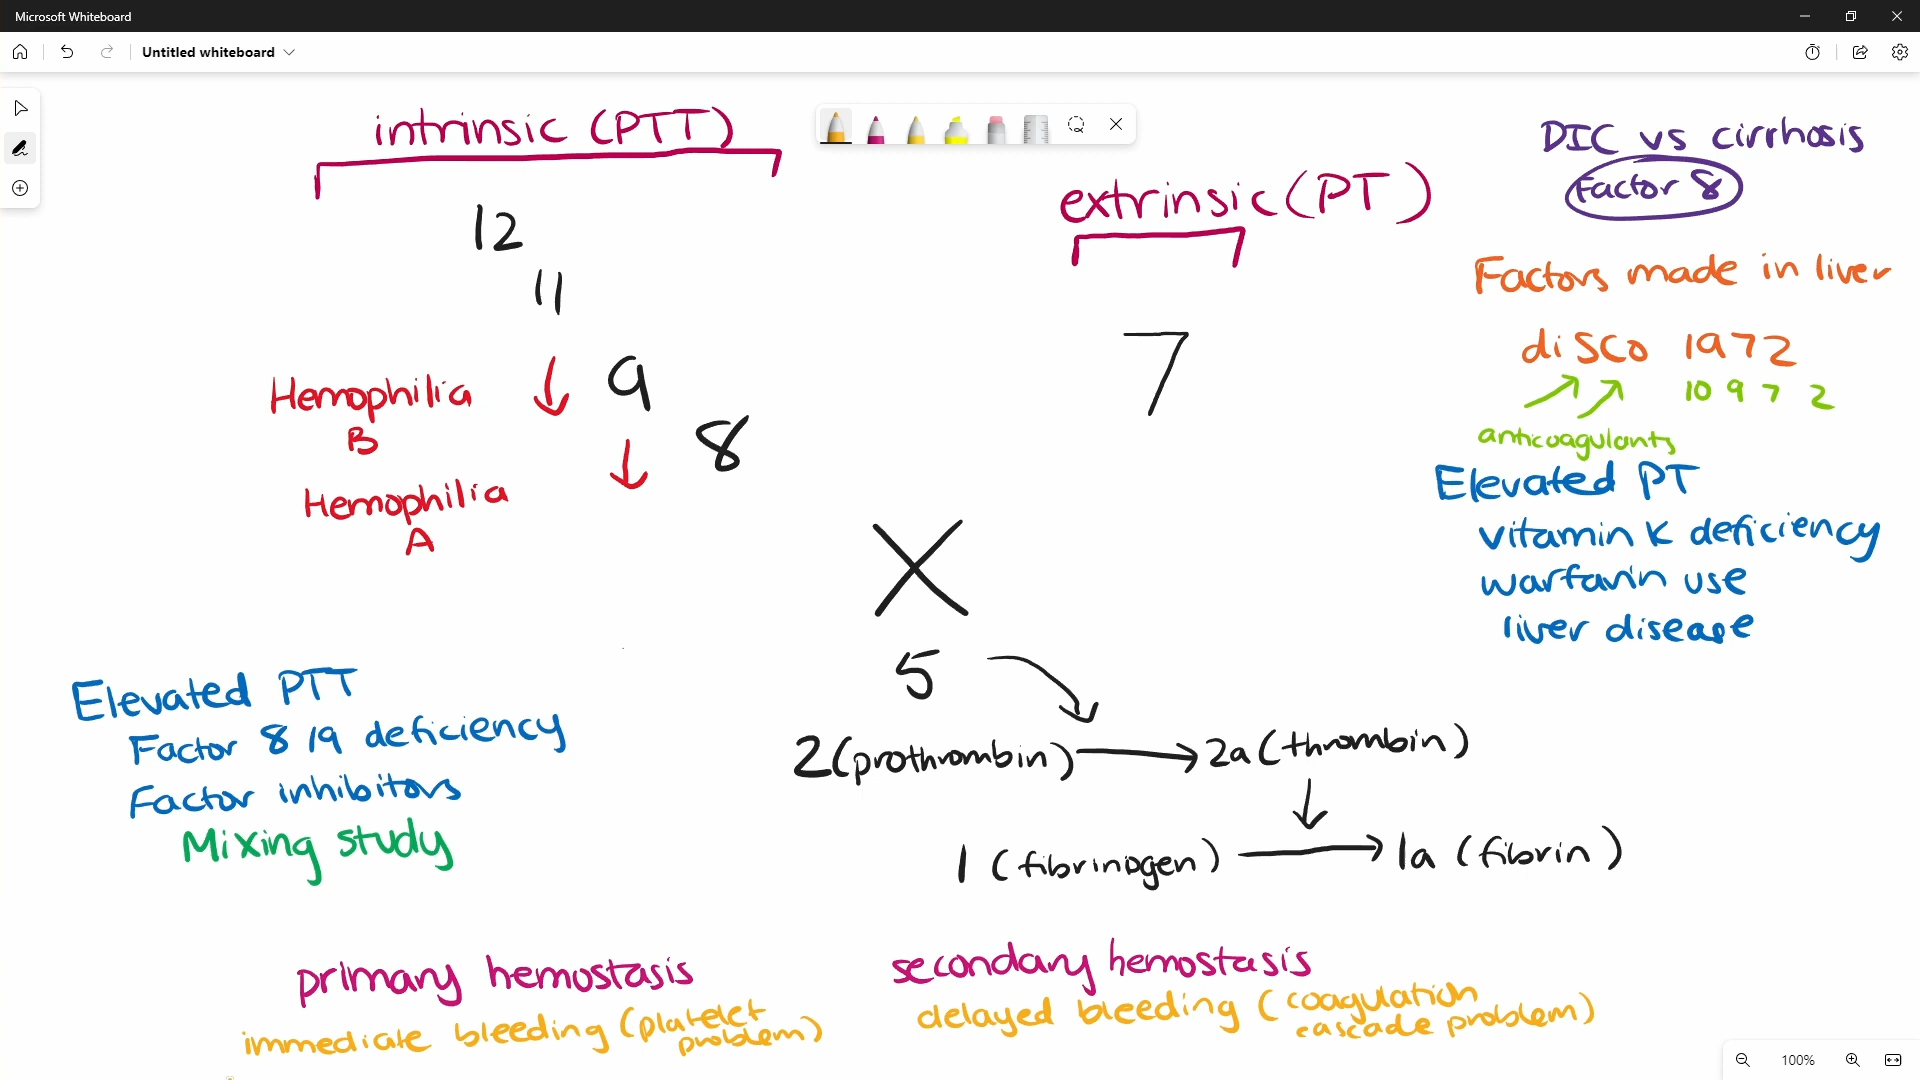 Microsoft Whiteboard
Untitled whiteboard
intrinsic (PTT)
12
11
9
8
Hemophilia
B
Hemophilia
A
extrinsic (PT)
7
X
5
2 (prothrombin) → 2a (thrombin)
1 (fibrinogen) → 1a (fibrin)
DIC vs cirrhosis
Factor 8
Factors made in liver
diSCo 1972
10 9 7 2
anticoagulants
Elevated PT
vitamin K deficiency
warfarin use
liver disease
Elevated PTT
Factor 8 / 9 deficiency
Factor inhibitors
Mixing study
primary hemostasis
immediate bleeding (platelet
problem)
secondary hemostasis
delayed bleeding (coagulation
cascade problem)
100%